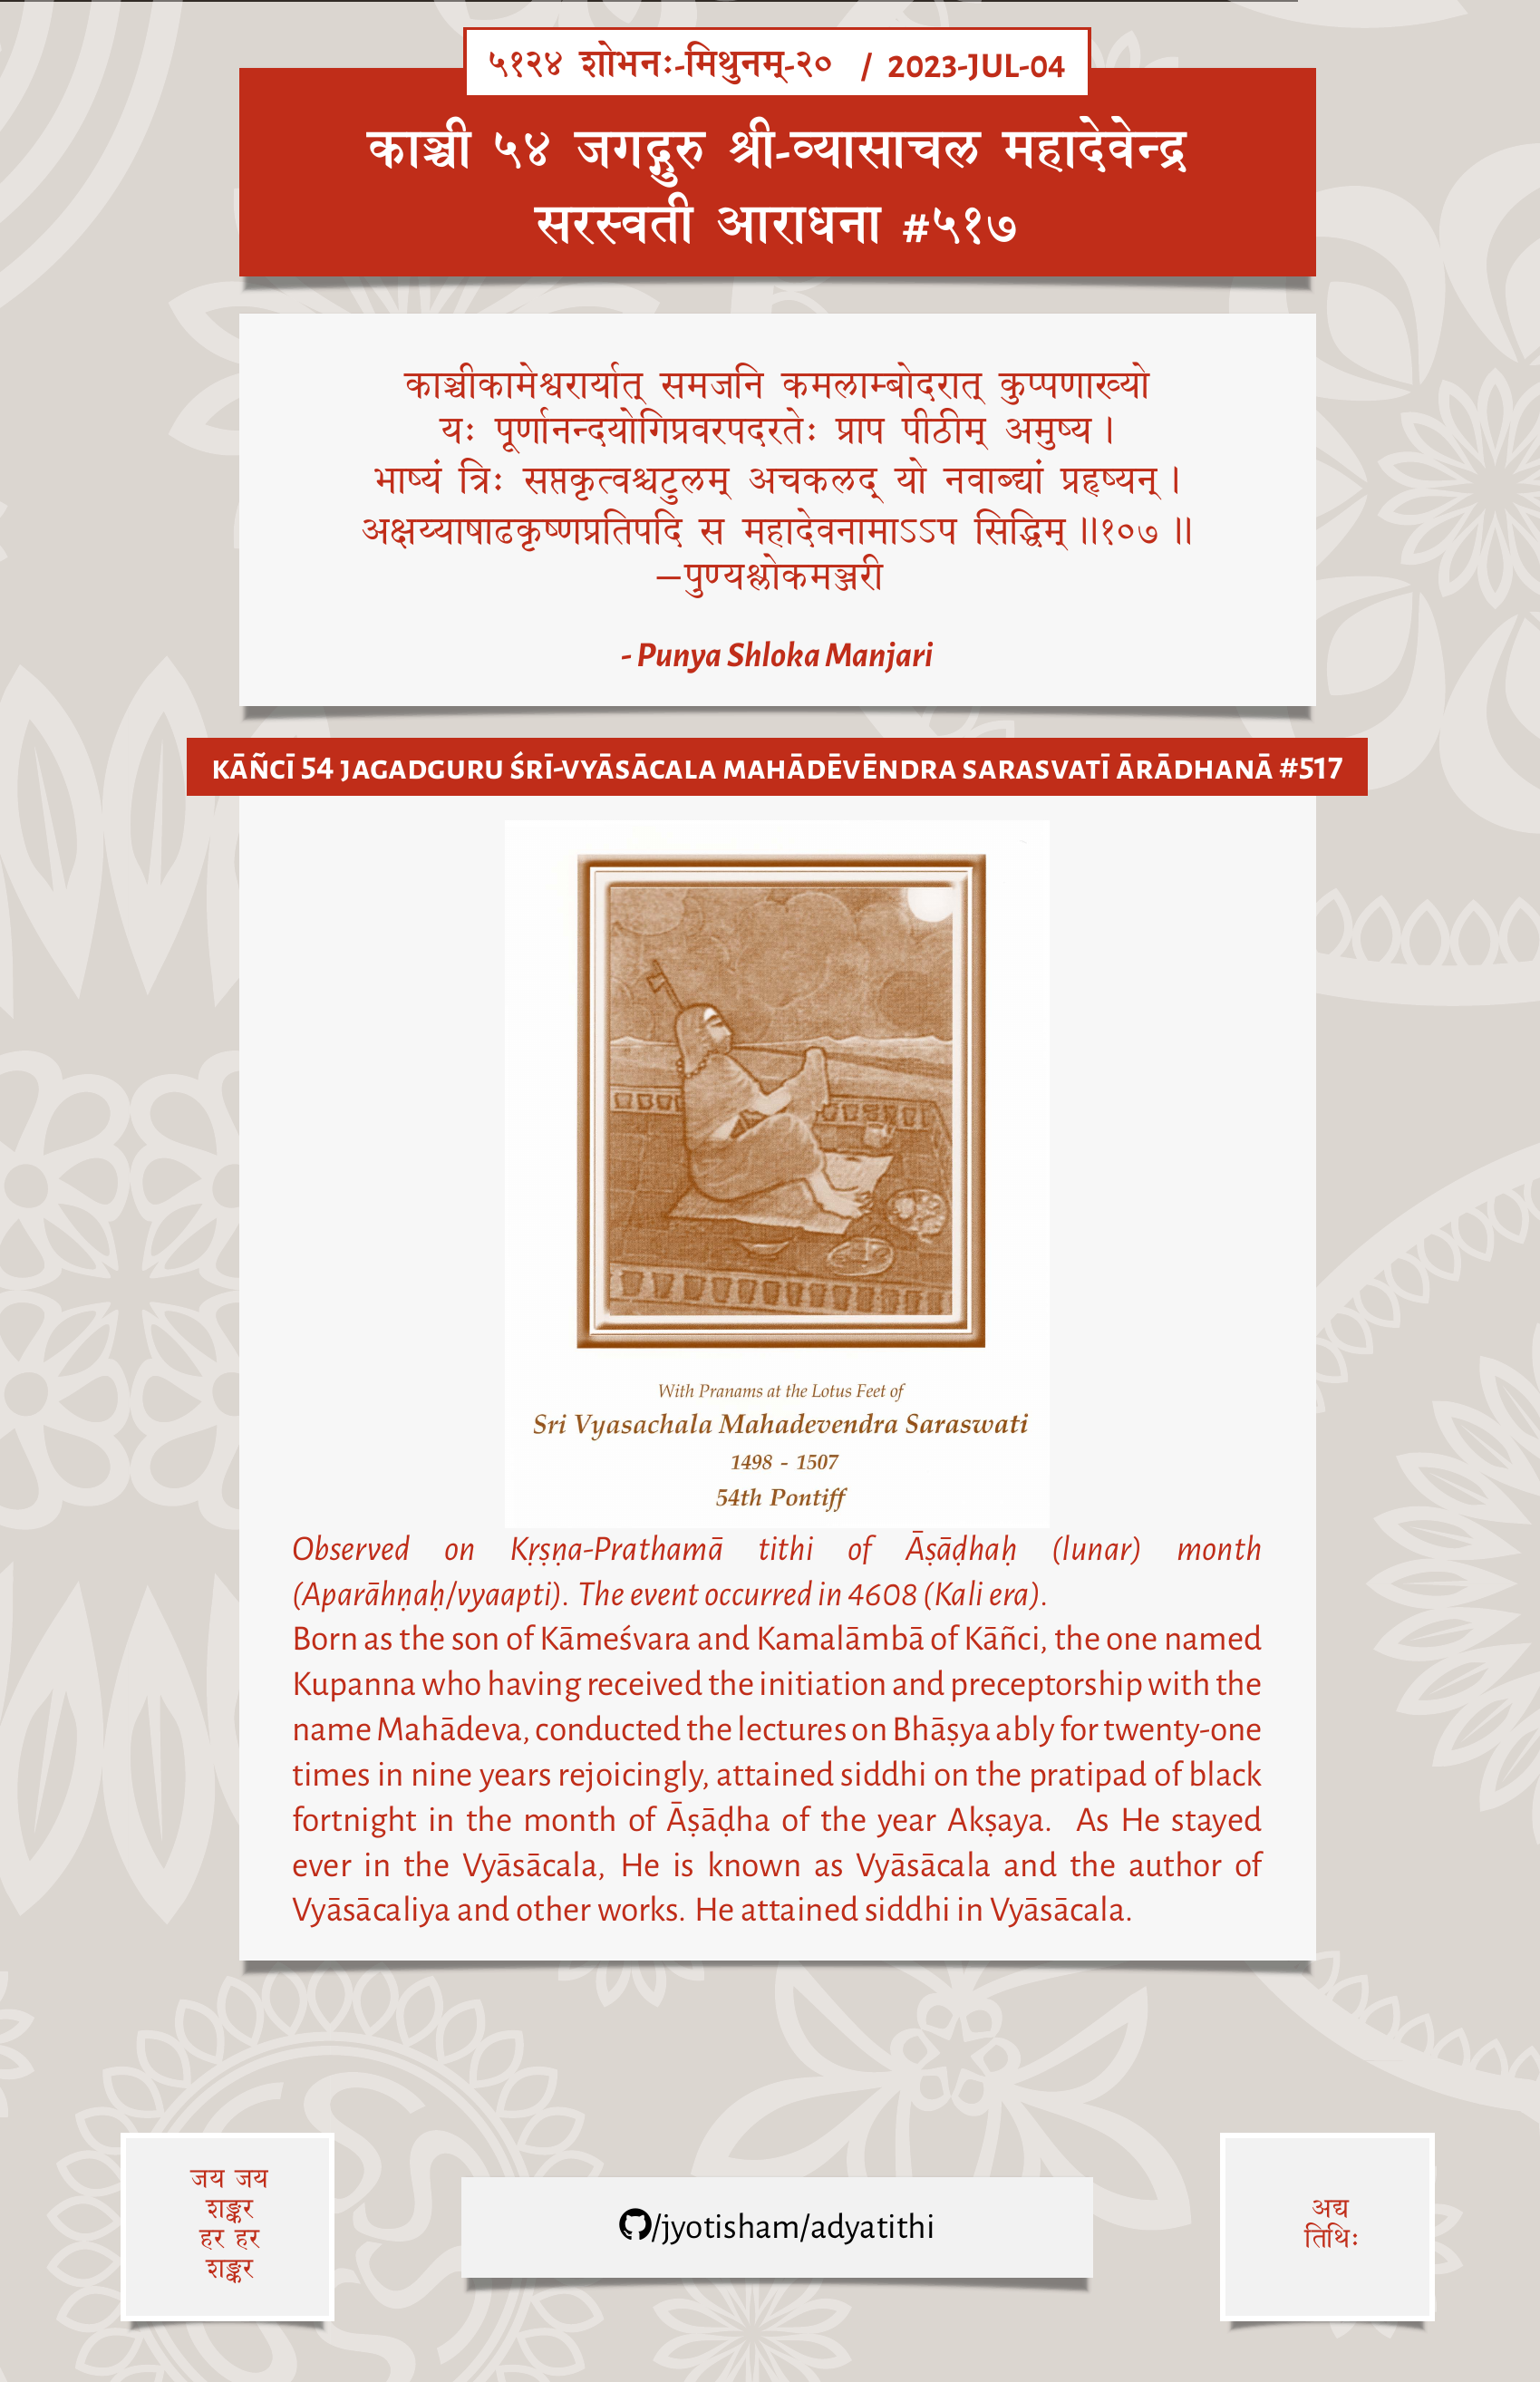 ५१२४ शोभनः-मिथुनम्-२० / 2023-JUL-04
काञ्ची ५४ जगद्गुरु श्री-व्यासाचल महादेवेन्द्र
सरस्वती आराधना #५१७
काञ्चीकामेश्वरार्यात् समजनि कमलाम्बोदरात् कुप्पणाख्यो
यः पूर्णानन्दयोगिप्रवरपदरतेः प्राप पीठीम् अमुष्य।
भाष्यं त्रिः सप्तकृत्वश्चटुलम् अचकलद् यो नवाब्द्यां प्रहृष्यन्।
अक्षय्याषाढकृष्णप्रतिपदि स महादेवनामाऽऽप सिद्धिम्॥१०७॥
—पुण्यश्लोकमञ्जरी
- Punya Shloka Manjari
KĀÑCĪ 54 JAGADGURU ŚRĪ-VYĀSĀCALA MAHĀDĒVĒNDRA SARASVATĪ ĀRĀDHANĀ #517
With Pranams at the Lotus Feet of
Sri Vyasachala Mahadevendra Saraswati
1498 - 1507
54th Pontiff
Observed on Kṛṣṇa-Prathamā tithi of Āṣāḍhaḥ (lunar) month
(Aparāhṇaḥ/vyaapti). The event occurred in 4608 (Kali era).
Born as the son of Kāmeśvara and Kamalāmbā of Kāñci, the one named
Kupanna who having received the initiation and preceptorship with the
name Mahādeva, conducted the lectures on Bhāṣya ably for twenty-one
times in nine years rejoicingly, attained siddhi on the pratipad of black
fortnight in the month of Āṣāḍha of the year Akṣaya. As He stayed
ever in the Vyāsācala, He is known as Vyāsācala and the author of
Vyāsācaliya and other works. He attained siddhi in Vyāsācala.
जय जय
शङ्कर
हर हर
शङ्कर
/jyotisham/adyatithi
अद्य
तिथिः